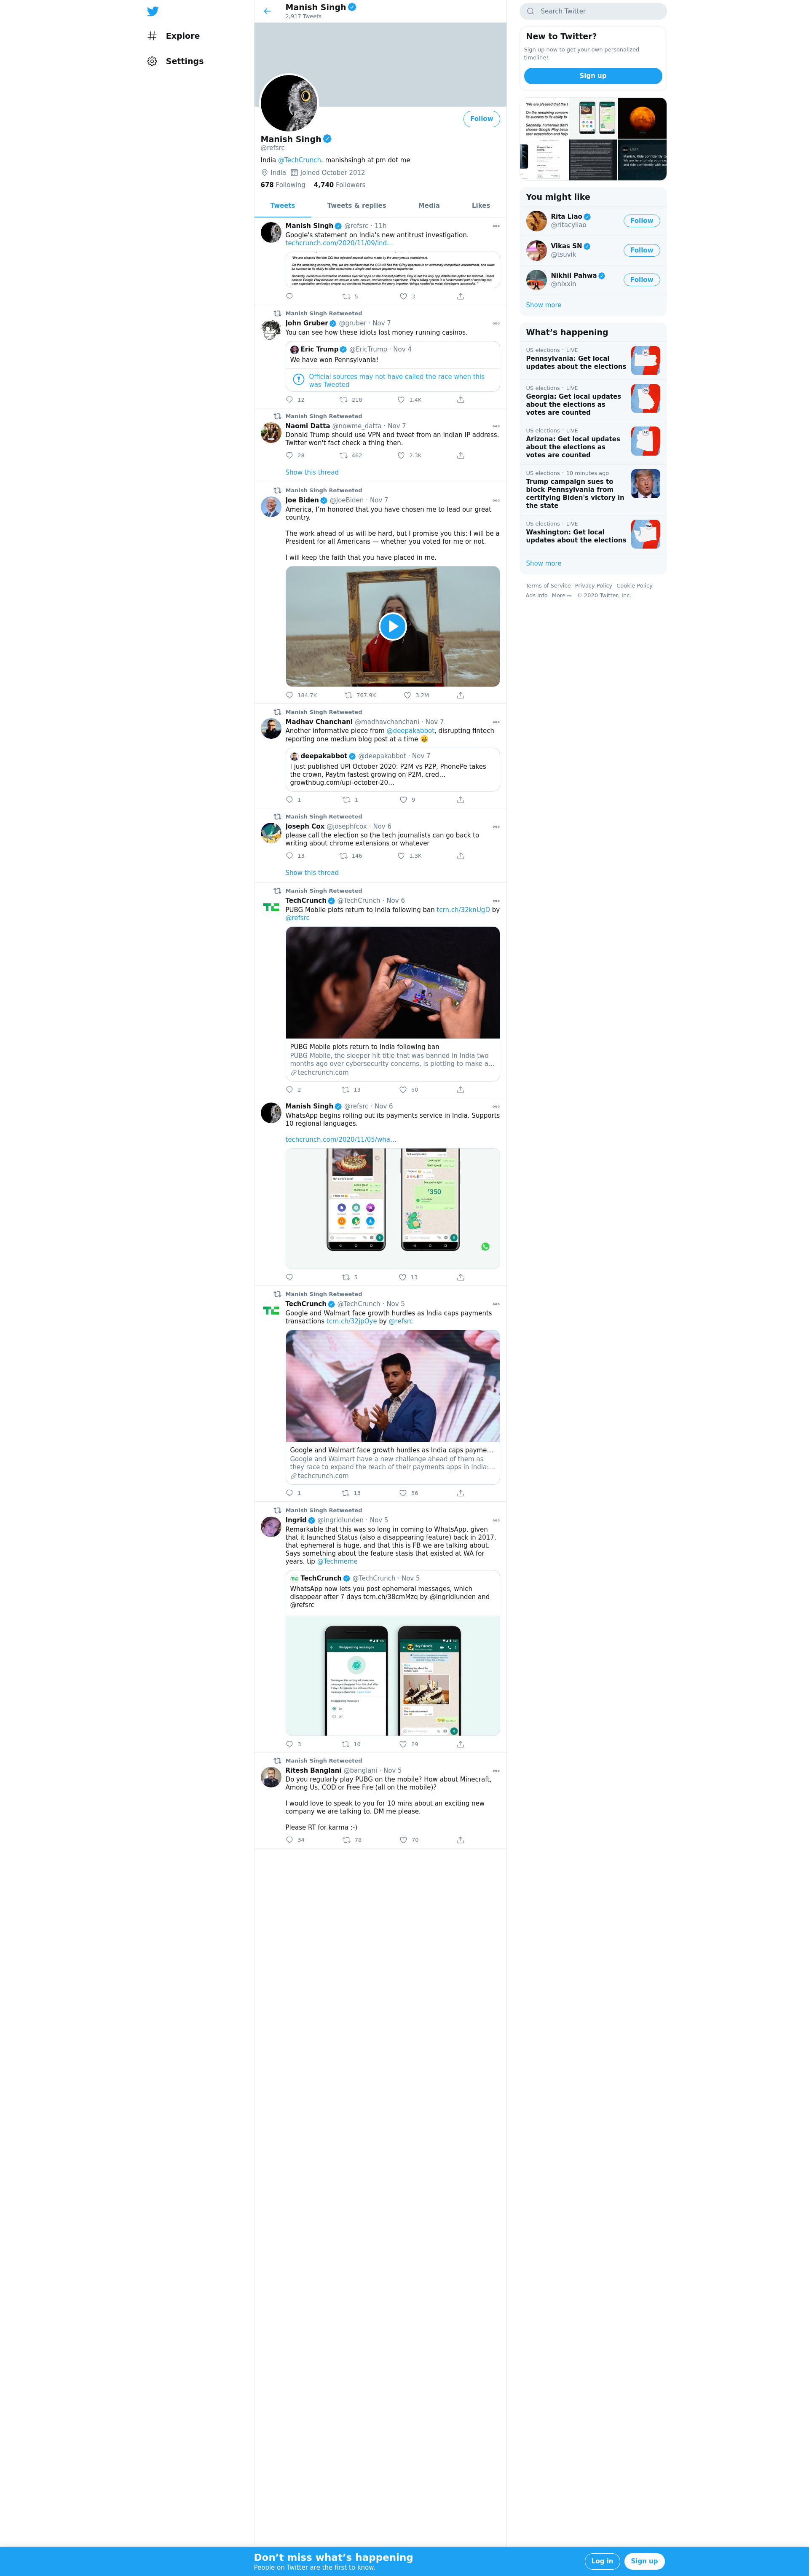 Explore
Settings
Manish Singh
2,917 Tweets
Follow
Manish Singh
@refsrc
India @TechCrunch. manishsingh at pm dot me
India Joined October 2012
678 Following 4,740 Followers
Tweets Tweets & replies Media Likes
Manish Singh @refsrc · 11h
Google's statement on India's new antitrust investigation.
techcrunch.com/2020/11/09/ind…
5 3
Manish Singh Retweeted
John Gruber @gruber · Nov 7
You can see how these idiots lost money running casinos.
Eric Trump @EricTrump · Nov 4
We have won Pennsylvania!
Official sources may not have called the race when this
was Tweeted
12 218 1.4K
Manish Singh Retweeted
Naomi Datta @nowme_datta · Nov 7
Donald Trump should use VPN and tweet from an Indian IP address.
Twitter won't fact check a thing then.
28 462 2.3K
Show this thread
Manish Singh Retweeted
Joe Biden @JoeBiden · Nov 7
America, I'm honored that you have chosen me to lead our great
country.
The work ahead of us will be hard, but I promise you this: I will be a
President for all Americans — whether you voted for me or not.
I will keep the faith that you have placed in me.
184.7K 767.9K 3.2M
Manish Singh Retweeted
Madhav Chanchani @madhavchanchani · Nov 7
Another informative piece from @deepakabbot, disrupting fintech
reporting one medium blog post at a time 😀
deepakabbot @deepakabbot · Nov 7
I just published UPI October 2020: P2M vs P2P, PhonePe takes
the crown, Paytm fastest growing on P2M, cred…
growthbug.com/upi-october-20…
1 1 9
Manish Singh Retweeted
Joseph Cox @josephfcox · Nov 6
please call the election so the tech journalists can go back to
writing about chrome extensions or whatever
13 146 1.3K
Show this thread
Manish Singh Retweeted
TechCrunch @TechCrunch · Nov 6
PUBG Mobile plots return to India following ban tcrn.ch/32knUgD by
@refsrc
PUBG Mobile plots return to India following ban
PUBG Mobile, the sleeper hit title that was banned in India two
months ago over cybersecurity concerns, is plotting to make a…
techcrunch.com
2 13 50
Manish Singh @refsrc · Nov 6
WhatsApp begins rolling out its payments service in India. Supports
10 regional languages.
techcrunch.com/2020/11/05/wha…
₹350
5 13
Manish Singh Retweeted
TechCrunch @TechCrunch · Nov 5
Google and Walmart face growth hurdles as India caps payments
transactions tcrn.ch/32jpOye by @refsrc
Google and Walmart face growth hurdles as India caps payme…
Google and Walmart have a new challenge ahead of them as
they race to expand the reach of their payments apps in India:…
techcrunch.com
1 13 56
Manish Singh Retweeted
Ingrid @ingridlunden · Nov 5
Remarkable that this was so long in coming to WhatsApp, given
that it launched Status (also a disappearing feature) back in 2017,
that ephemeral is huge, and that this is FB we are talking about.
Says something about the feature stasis that existed at WA for
years. tip @Techmeme
TechCrunch @TechCrunch · Nov 5
WhatsApp now lets you post ephemeral messages, which
disappear after 7 days tcrn.ch/38cmMzq by @ingridlunden and
@refsrc
Disappearing messages
3 10 29
Manish Singh Retweeted
Ritesh Banglani @banglani · Nov 5
Do you regularly play PUBG on the mobile? How about Minecraft,
Among Us, COD or Free Fire (all on the mobile)?
I would love to speak to you for 10 mins about an exciting new
company we are talking to. DM me please.
Please RT for karma :-)
34 78 70
Search Twitter
New to Twitter?
Sign up now to get your own personalized
timeline!
Sign up
You might like
Rita Liao
@ritacyliao
Follow
Vikas SN
@tsuvik
Follow
Nikhil Pahwa
@nixxin
Follow
Show more
What's happening
US elections · LIVE
Pennsylvania: Get local
updates about the elections
US elections · LIVE
Georgia: Get local updates
about the elections as
votes are counted
US elections · LIVE
Arizona: Get local updates
about the elections as
votes are counted
US elections · 10 minutes ago
Trump campaign sues to
block Pennsylvania from
certifying Biden's victory in
the state
US elections · LIVE
Washington: Get local
updates about the elections
Show more
Terms of Service Privacy Policy Cookie Policy
Ads info More © 2020 Twitter, Inc.
Don't miss what's happening
People on Twitter are the first to know.
Log in Sign up